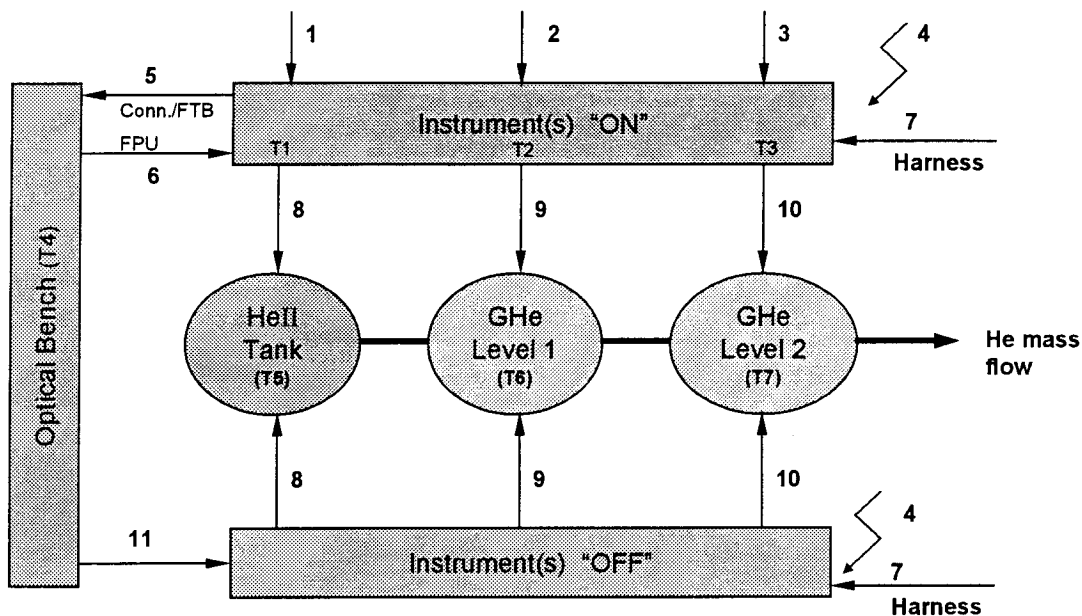 1
2
3
4
5
Conn./FTB
Instrument(s) "ON"
T1
T2
T3
FPU
6
7
Harness
8
9
10
Optical Bench (T4)
HeII
Tank
(T5)
GHe
Level 1
(T6)
GHe
Level 2
(T7)
He mass
flow
8
9
10
4
11
Instrument(s) "OFF"
7
Harness